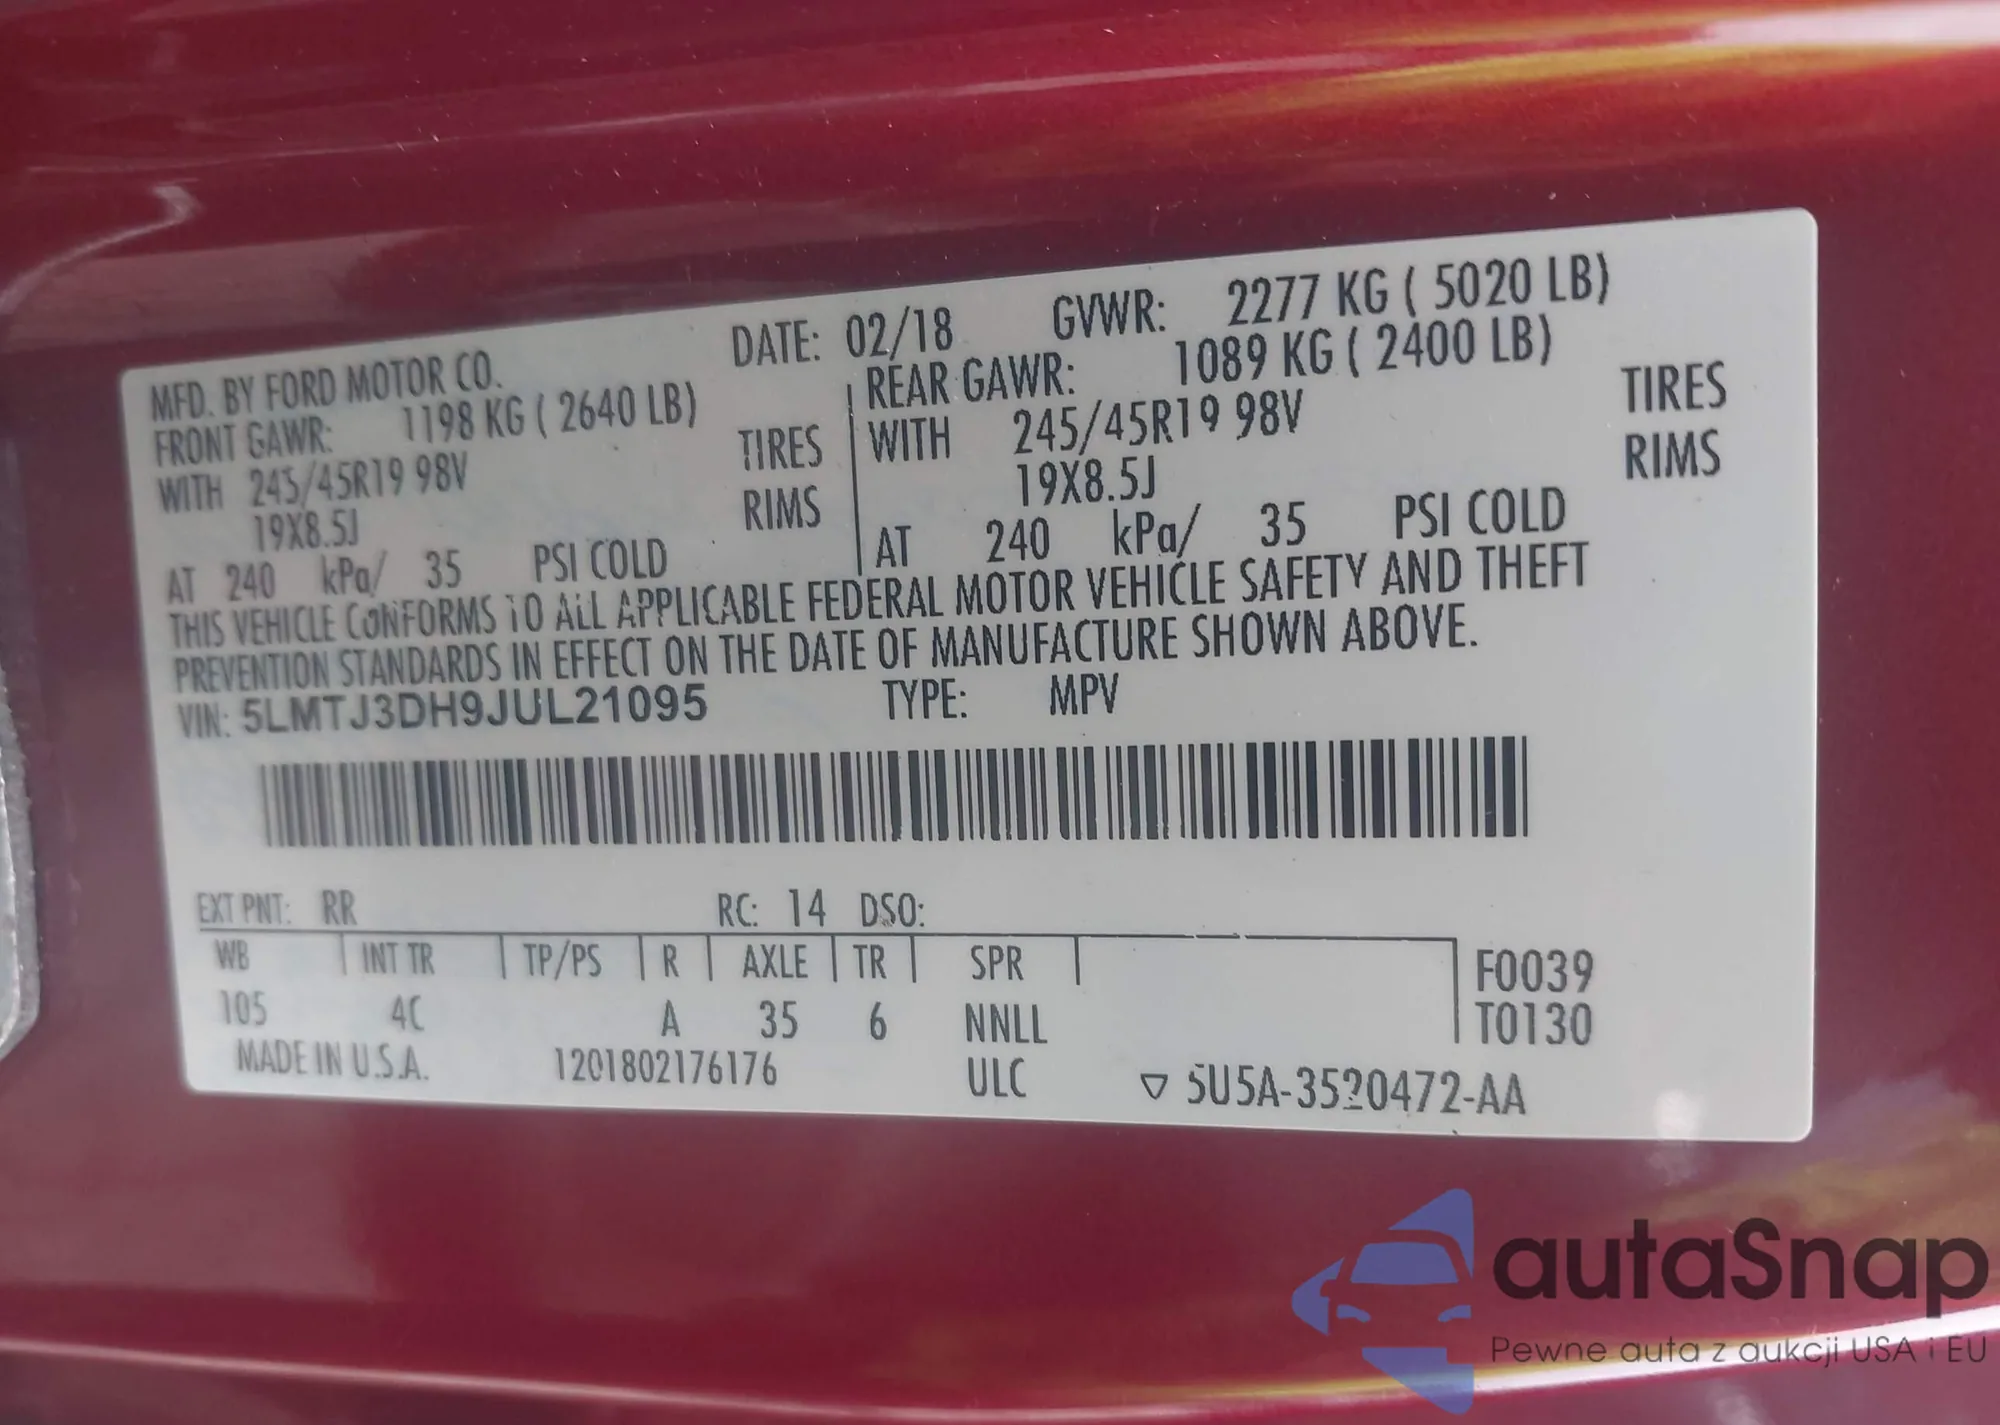 MFD. BY FORD MOTOR CO. DATE: 02/18 GVWR: 2277 KG ( 5020 LB)
FRONT GAWR: 1198 KG ( 2640 LB) REAR GAWR: 1089 KG ( 2400 LB)
WITH 245/45R19 98V TIRES WITH 245/45R19 98V TIRES
19X8.5J RIMS 19X8.5J RIMS
AT 240 kPa/ 35 PSI COLD AT 240 kPa/ 35 PSI COLD
THIS VEHICLE CONFORMS TO ALL APPLICABLE FEDERAL MOTOR VEHICLE SAFETY AND THEFT
PREVENTION STANDARDS IN EFFECT ON THE DATE OF MANUFACTURE SHOWN ABOVE.
VIN: 5LMTJ3DH9JUL21095 TYPE: MPV
EXT PNT: RR RC: 14 DSO:
WB INT TR TP/PS R AXLE TR SPR F0039
105 4C A 35 6 NNLL T0130
MADE IN U.S.A. 1201802176176 ULC ▽ 5U5A-3520472-AA
autaSnap
Pewne auta z aukcji USA i EU